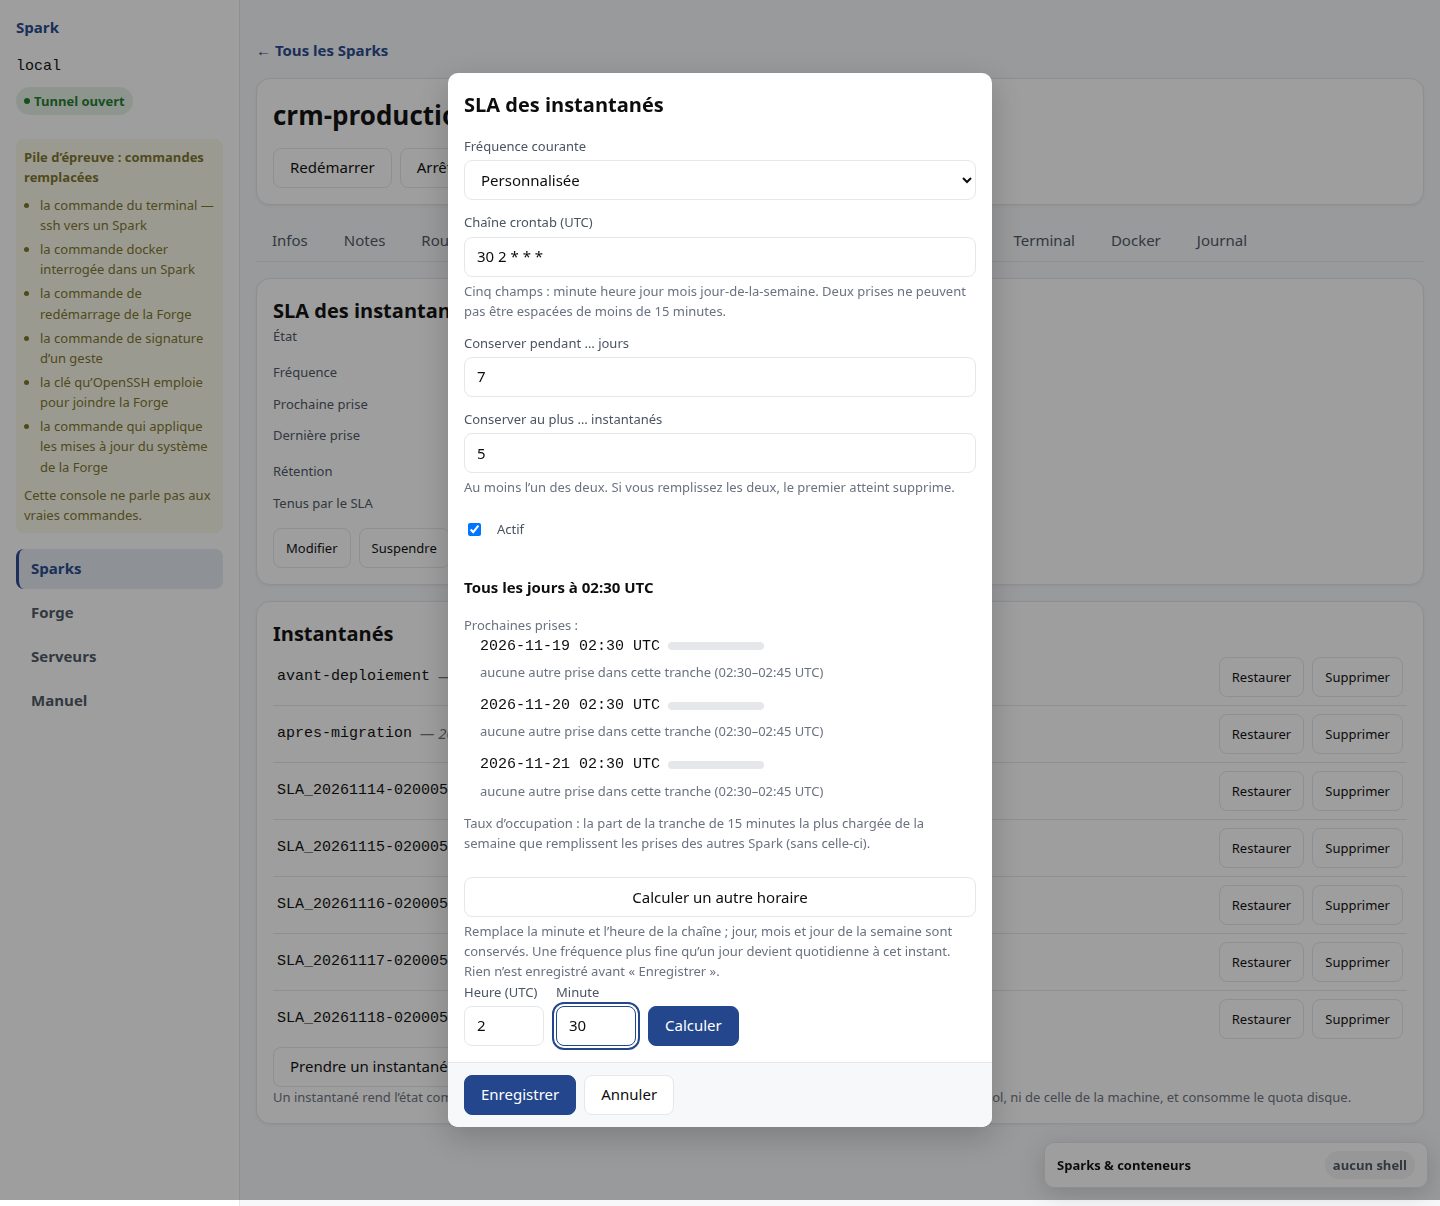 Spark
local
Tunnel ouvert
Pile d’épreuve : commandes
remplacées
la commande du terminal —
ssh vers un Spark
la commande docker
interrogée dans un Spark
la commande de
redémarrage de la Forge
la commande de signature
d’un geste
la clé qu’OpenSSH emploie
pour joindre la Forge
la commande qui applique
les mises à jour du système
de la Forge
Cette console ne parle pas aux
vraies commandes.
Sparks
Forge
Serveurs
Manuel
← Tous les Sparks
Redémarrer
Infos Notes Terminal Docker Journal
État
Fréquence
Prochaine prise
Dernière prise
Rétention
Tenus par le SLA
Modifier Suspendre
Instantanés
avant-deploiement — Restaurer Supprimer
apres-migration — Restaurer Supprimer
SLA_20261114-020005 Restaurer Supprimer
SLA_20261115-020005 Restaurer Supprimer
SLA_20261116-020005 Restaurer Supprimer
SLA_20261117-020005 Restaurer Supprimer
SLA_20261118-020005 Restaurer Supprimer
Prendre un instantané
Un instantané rend l’état
ni de celle de la machine, et consomme le quota disque.
SLA des instantanés
Fréquence courante
Personnalisée
Chaîne crontab (UTC)
30 2 * * *
Cinq champs : minute heure jour mois jour-de-la-semaine. Deux prises ne peuvent
pas être espacées de moins de 15 minutes.
Conserver pendant … jours
7
Conserver au plus … instantanés
5
Au moins l’un des deux. Si vous remplissez les deux, le premier atteint supprime.
Actif
Tous les jours à 02:30 UTC
Prochaines prises :
2026-11-19 02:30 UTC
aucune autre prise dans cette tranche (02:30–02:45 UTC)
2026-11-20 02:30 UTC
aucune autre prise dans cette tranche (02:30–02:45 UTC)
2026-11-21 02:30 UTC
aucune autre prise dans cette tranche (02:30–02:45 UTC)
Taux d’occupation : la part de la tranche de 15 minutes la plus chargée de la
semaine que remplissent les prises des autres Spark (sans celle-ci).
Calculer un autre horaire
Remplace la minute et l’heure de la chaîne ; jour, mois et jour de la semaine sont
conservés. Une fréquence plus fine qu’un jour devient quotidienne à cet instant.
Rien n’est enregistré avant « Enregistrer ».
Heure (UTC) Minute
2 30 Calculer
Enregistrer Annuler
Sparks & conteneurs aucun shell